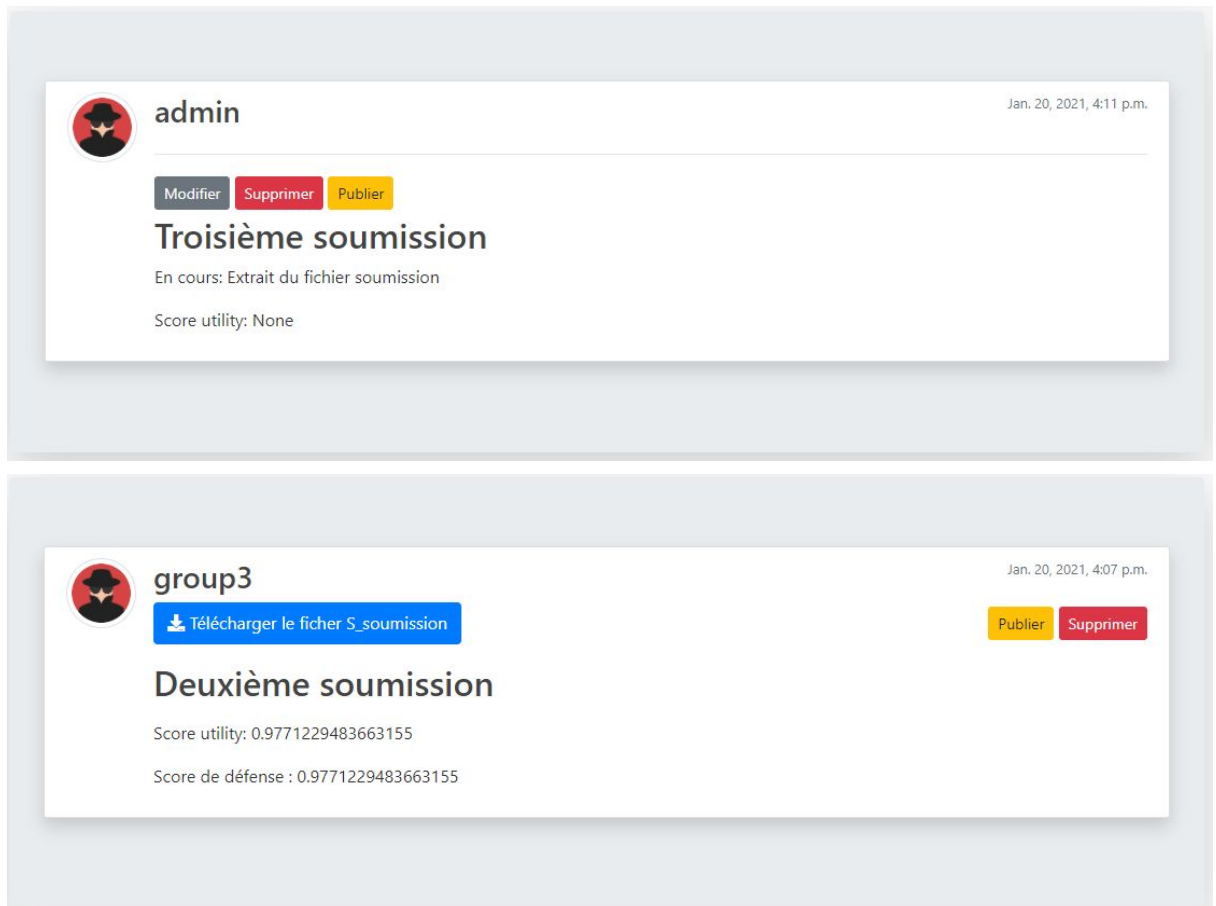 admin
Jan. 20, 2021, 4:11 p.m.
Modifier Supprimer Publier
Troisième soumission
En cours: Extrait du fichier soumission
Score utility: None
group3
Jan. 20, 2021, 4:07 p.m.
Télécharger le ficher S_soumission
Publier Supprimer
Deuxième soumission
Score utility: 0.9771229483663155
Score de défense : 0.9771229483663155